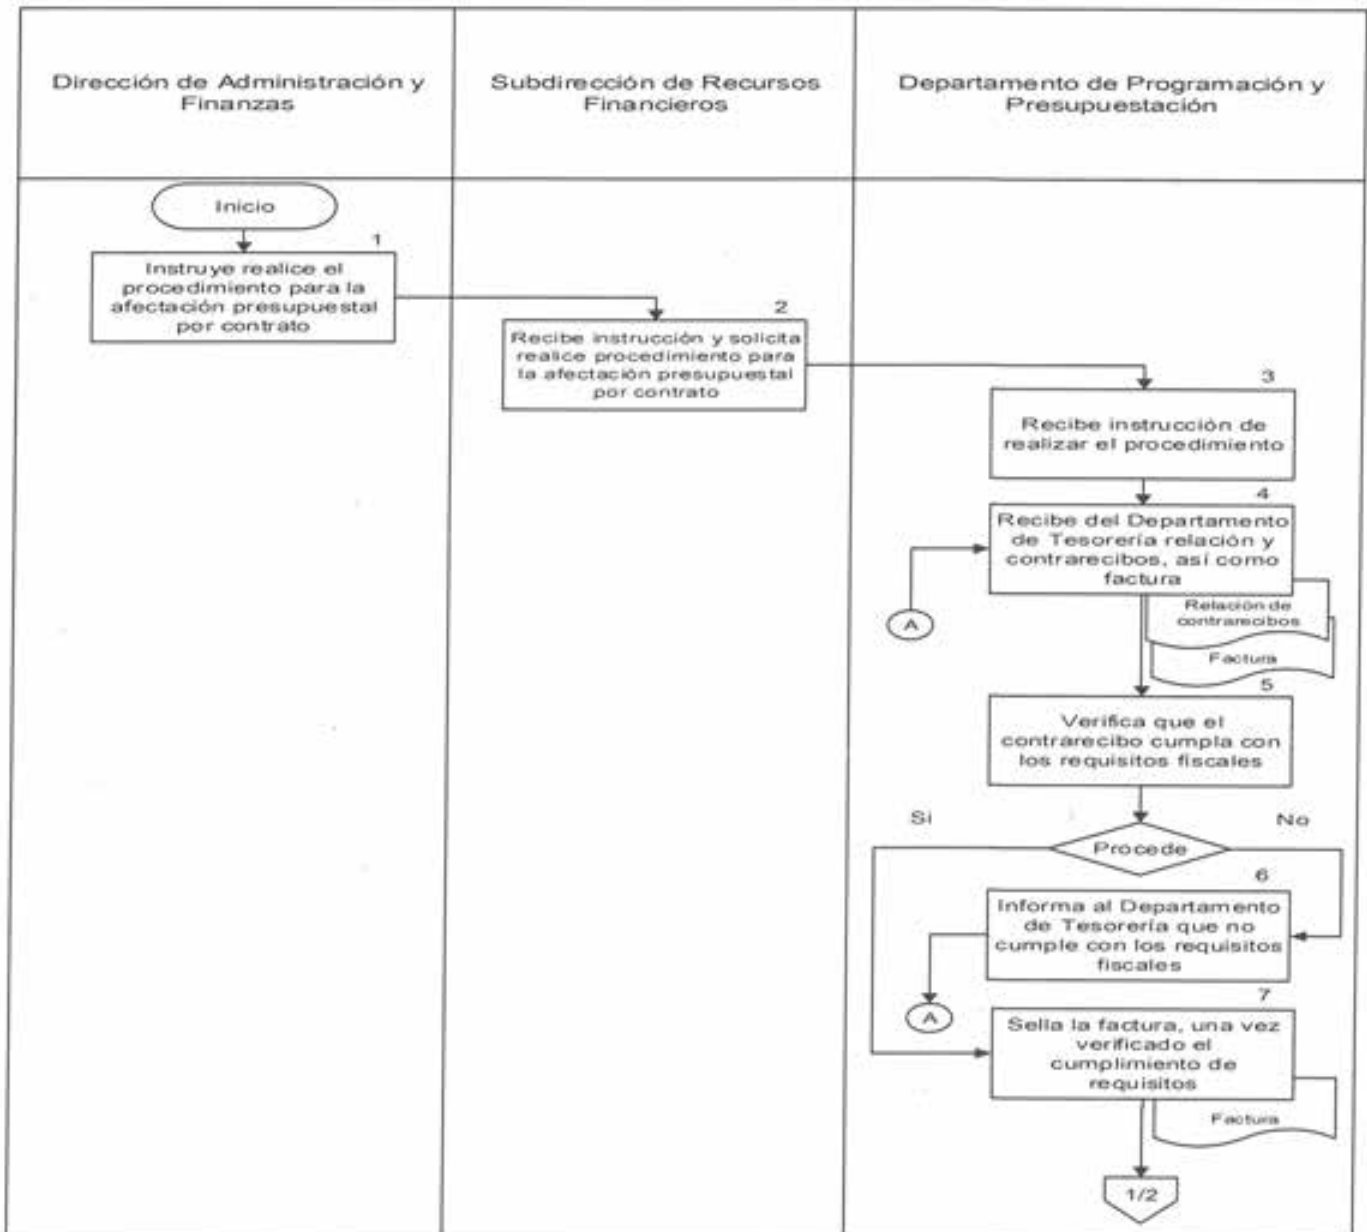 Dirección de Administración y
Finanzas
Subdirección de Recursos
Financieros
Departamento de Programación y
Presupuestación
Inicio
1
Instruye realice el
procedimiento para la
afectación presupuestal
por contrato
2
Recibe instrucción y solicita
realice procedimiento para
la afectación presupuestal
por contrato
3
Recibe instrucción de
realizar el procedimiento
4
Recibe del Departamento
de Tesorería relación y
contrarecibos, así como
factura
A
Relación de
contrarecibos
Factura
5
Verifica que el
contrarecibo cumpla con
los requisitos fiscales
Si
No
Procede
6
Informa al Departamento
de Tesorería que no
cumple con los requisitos
fiscales
A
7
Sella la factura, una vez
verificado el
cumplimiento de
requisitos
Factura
1/2